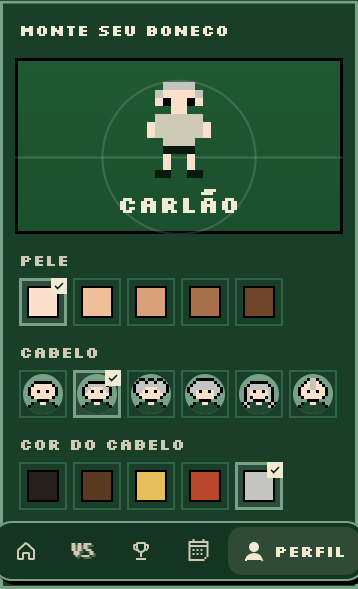 MONTE SEU BONECO
CARLÃO
PELE
CABELO
COR DO CABELO
VS
PERFIL